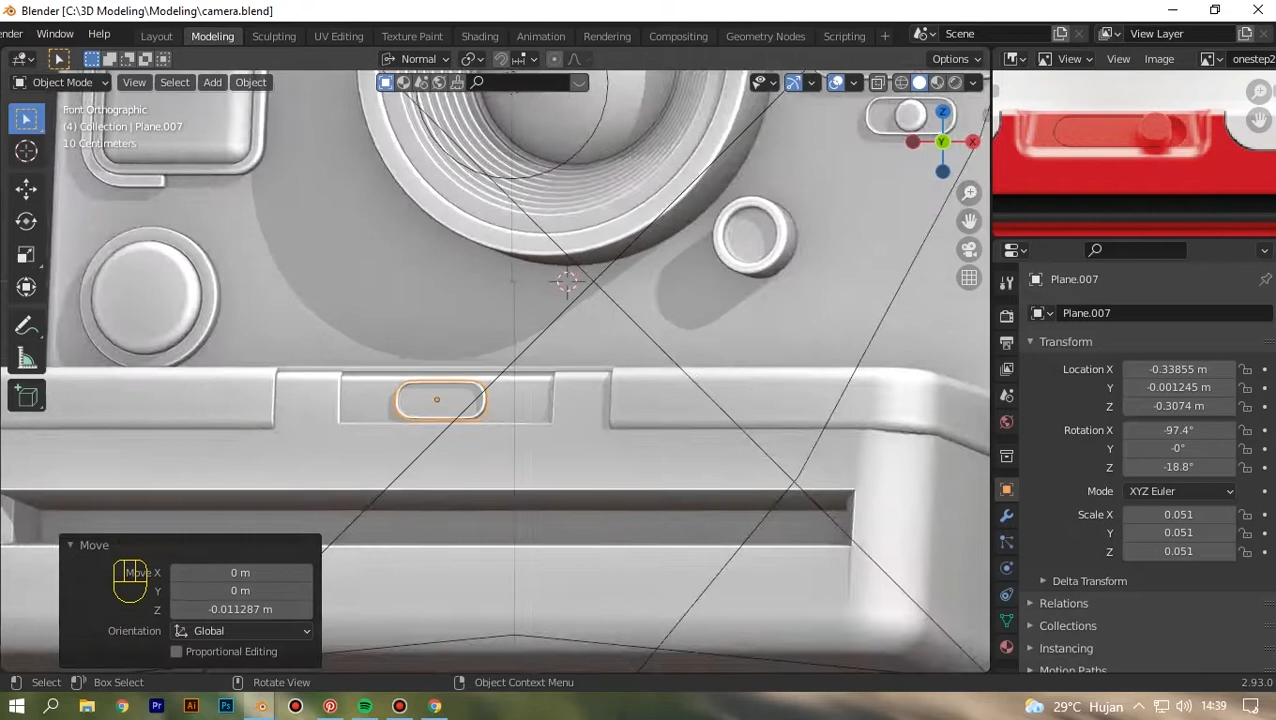 Blender [C:\3D Modeling\Modeling\camera.blend]
ender Window Help Layout Modeling Sculpting UV Editing Texture Paint Shading Animation Rendering Compositing Geometry Nodes Scripting + Scene View Layer
Normal Options View View Image onestep2
Object Mode View Select Add Object
Front Orthographic
(4) Collection | Plane.007
10 Centimeters
Z
Y X
Plane.007
Plane.007
Transform
Location X -0.33855 m
Y -0.001245 m
Z -0.3074 m
Rotation X -97.4°
Y -0°
Z -18.8°
Mode XYZ Euler
Scale X 0.051
Y 0.051
Z 0.051
Delta Transform
Relations
Collections
Instancing
Motion Paths
Move
Move X 0 m
Y 0 m
Z -0.011287 m
Orientation Global
Proportional Editing
Select Box Select Rotate View Object Context Menu 2.93.0
Pr Ai Ps 29°C Hujan 14:39